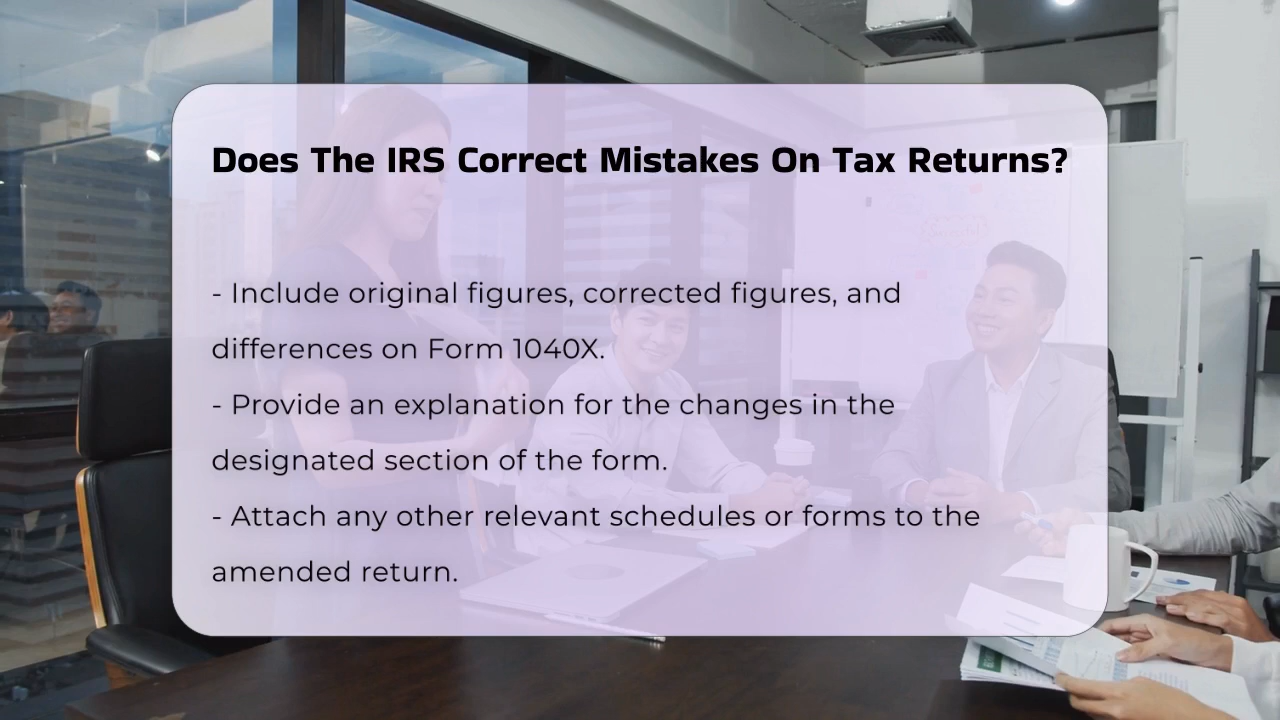 Does The IRS Correct Mistakes On Tax Returns?
- Include original figures, corrected figures, and
differences on Form 1040X.
- Provide an explanation for the changes in the
designated section of the form.
- Attach any other relevant schedules or forms to the
amended return.